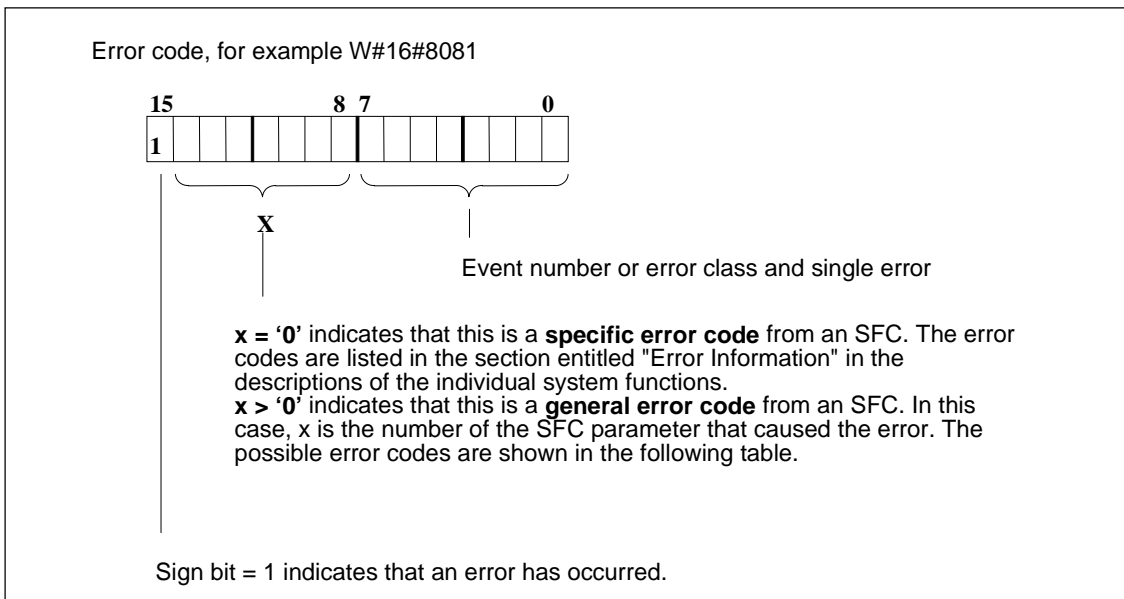 Error code, for example W#16#8081
15 8 7 0
1
X
Event number or error class and single error
x = ‘0’ indicates that this is a specific error code from an SFC. The error
codes are listed in the section entitled "Error Information" in the
descriptions of the individual system functions.
x > ‘0’ indicates that this is a general error code from an SFC. In this
case, x is the number of the SFC parameter that caused the error. The
possible error codes are shown in the following table.
Sign bit = 1 indicates that an error has occurred.